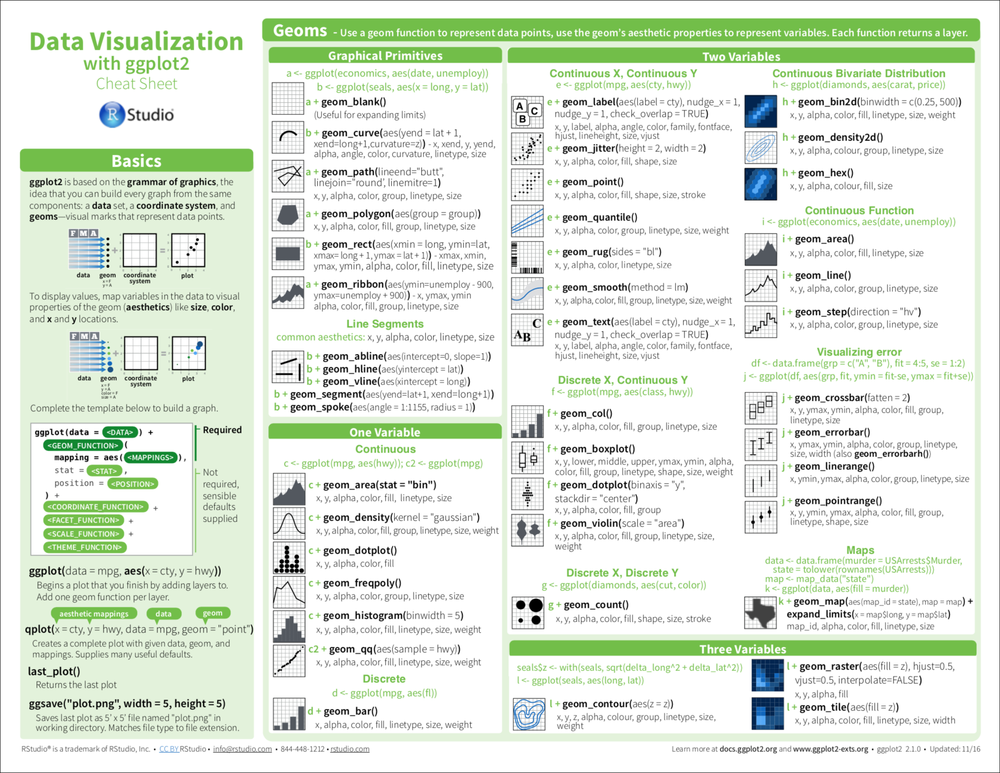 Data Visualization
with ggplot2
Cheat Sheet
R Studio®
Basics
ggplot2 is based on the grammar of graphics, the
idea that you can build every graph from the same
components: a data set, a coordinate system, and
geoms—visual marks that represent data points.
F M A
data geom coordinate system plot
x = F
y = A
To display values, map variables in the data to visual
properties of the geom (aesthetics) like size, color,
and x and y locations.
F M A
data geom coordinate system plot
x = F
y = A
color = F
size = A
Complete the template below to build a graph.
ggplot(data = <DATA>) +
<GEOM_FUNCTION> (
mapping = aes(<MAPPINGS>),
stat = <STAT> ,
position = <POSITION>
) +
<COORDINATE_FUNCTION> +
<FACET_FUNCTION> +
<SCALE_FUNCTION> +
<THEME_FUNCTION>
Required
Not
required,
sensible
defaults
supplied
ggplot(data = mpg, aes(x = cty, y = hwy))
Begins a plot that you finish by adding layers to.
Add one geom function per layer.
aesthetic mappings data geom
qplot(x = cty, y = hwy, data = mpg, geom = "point")
Creates a complete plot with given data, geom, and
mappings. Supplies many useful defaults.
last_plot()
Returns the last plot
ggsave("plot.png", width = 5, height = 5)
Saves last plot as 5' x 5' file named "plot.png" in
working directory. Matches file type to file extension.
Geoms - Use a geom function to represent data points, use the geom's aesthetic properties to represent variables. Each function returns a layer.
Graphical Primitives
a <- ggplot(economics, aes(date, unemploy))
b <- ggplot(seals, aes(x = long, y = lat))
a + geom_blank()
(Useful for expanding limits)
b + geom_curve(aes(yend = lat + 1,
xend=long+1,curvature=z)) - x, xend, y, yend,
alpha, angle, color, curvature, linetype, size
a + geom_path(lineend="butt",
linejoin="round', linemitre=1)
x, y, alpha, color, group, linetype, size
a + geom_polygon(aes(group = group))
x, y, alpha, color, fill, group, linetype, size
b + geom_rect(aes(xmin = long, ymin=lat,
xmax= long + 1, ymax = lat + 1)) - xmax, xmin,
ymax, ymin, alpha, color, fill, linetype, size
a + geom_ribbon(aes(ymin=unemploy - 900,
ymax=unemploy + 900)) - x, ymax, ymin
alpha, color, fill, group, linetype, size
Line Segments
common aesthetics: x, y, alpha, color, linetype, size
b + geom_abline(aes(intercept=0, slope=1))
b + geom_hline(aes(yintercept = lat))
b + geom_vline(aes(xintercept = long))
b + geom_segment(aes(yend=lat+1, xend=long+1))
b + geom_spoke(aes(angle = 1:1155, radius = 1))
One Variable
Continuous
c <- ggplot(mpg, aes(hwy)); c2 <- ggplot(mpg)
c + geom_area(stat = "bin")
x, y, alpha, color, fill, linetype, size
c + geom_density(kernel = "gaussian")
x, y, alpha, color, fill, group, linetype, size, weight
c + geom_dotplot()
x, y, alpha, color, fill
c + geom_freqpoly()
x, y, alpha, color, group, linetype, size
c + geom_histogram(binwidth = 5)
x, y, alpha, color, fill, linetype, size, weight
c2 + geom_qq(aes(sample = hwy))
x, y, alpha, color, fill, linetype, size, weight
Discrete
d <- ggplot(mpg, aes(fl))
d + geom_bar()
x, alpha, color, fill, linetype, size, weight
Two Variables
Continuous X, Continuous Y
e <- ggplot(mpg, aes(cty, hwy))
A C B
e + geom_label(aes(label = cty), nudge_x = 1,
nudge_y = 1, check_overlap = TRUE)
x, y, label, alpha, angle, color, family, fontface,
hjust, lineheight, size, vjust
e + geom_jitter(height = 2, width = 2)
x, y, alpha, color, fill, shape, size
e + geom_point()
x, y, alpha, color, fill, shape, size, stroke
e + geom_quantile()
x, y, alpha, color, group, linetype, size, weight
e + geom_rug(sides = "bl")
x, y, alpha, color, linetype, size
e + geom_smooth(method = lm)
x, y, alpha, color, fill, group, linetype, size, weight
A B C
e + geom_text(aes(label = cty), nudge_x = 1,
nudge_y = 1, check_overlap = TRUE)
x, y, label, alpha, angle, color, family, fontface,
hjust, lineheight, size, vjust
Discrete X, Continuous Y
f <- ggplot(mpg, aes(class, hwy))
f + geom_col()
x, y, alpha, color, fill, group, linetype, size
f + geom_boxplot()
x, y, lower, middle, upper, ymax, ymin, alpha,
color, fill, group, linetype, shape, size, weight
f + geom_dotplot(binaxis = "y",
stackdir = "center")
x, y, alpha, color, fill, group
f + geom_violin(scale = "area")
x, y, alpha, color, fill, group, linetype, size,
weight
Discrete X, Discrete Y
g <- ggplot(diamonds, aes(cut, color))
g + geom_count()
x, y, alpha, color, fill, shape, size, stroke
Continuous Bivariate Distribution
h <- ggplot(diamonds, aes(carat, price))
h + geom_bin2d(binwidth = c(0.25, 500))
x, y, alpha, color, fill, linetype, size, weight
h + geom_density2d()
x, y, alpha, colour, group, linetype, size
h + geom_hex()
x, y, alpha, colour, fill, size
Continuous Function
i <- ggplot(economics, aes(date, unemploy))
i + geom_area()
x, y, alpha, color, fill, linetype, size
i + geom_line()
x, y, alpha, color, group, linetype, size
i + geom_step(direction = "hv")
x, y, alpha, color, group, linetype, size
Visualizing error
df <- data.frame(grp = c("A", "B"), fit = 4:5, se = 1:2)
j <- ggplot(df, aes(grp, fit, ymin = fit-se, ymax = fit+se))
j + geom_crossbar(fatten = 2)
x, y, ymax, ymin, alpha, color, fill, group,
linetype, size
j + geom_errorbar()
x, ymax, ymin, alpha, color, group, linetype,
size, width (also geom_errorbarh())
j + geom_linerange()
x, ymin, ymax, alpha, color, group, linetype, size
j + geom_pointrange()
x, y, ymin, ymax, alpha, color, fill, group,
linetype, shape, size
Maps
data <- data.frame(murder = USArrests$Murder,
state = tolower(rownames(USArrests)))
map <- map_data("state")
k <- ggplot(data, aes(fill = murder))
k + geom_map(aes(map_id = state), map = map) +
expand_limits(x = map$long, y = map$lat)
map_id, alpha, color, fill, linetype, size
Three Variables
seals$z <- with(seals, sqrt(delta_long^2 + delta_lat^2))
l <- ggplot(seals, aes(long, lat))
l + geom_contour(aes(z = z))
x, y, z, alpha, colour, group, linetype, size,
weight
l + geom_raster(aes(fill = z), hjust=0.5,
vjust=0.5, interpolate=FALSE)
x, y, alpha, fill
l + geom_tile(aes(fill = z))
x, y, alpha, color, fill, linetype, size, width
RStudio® is a trademark of RStudio, Inc. • CC BY RStudio • info@rstudio.com • 844-448-1212 • rstudio.com
Learn more at docs.ggplot2.org and www.ggplot2-exts.org • ggplot2 2.1.0 • Updated: 11/16